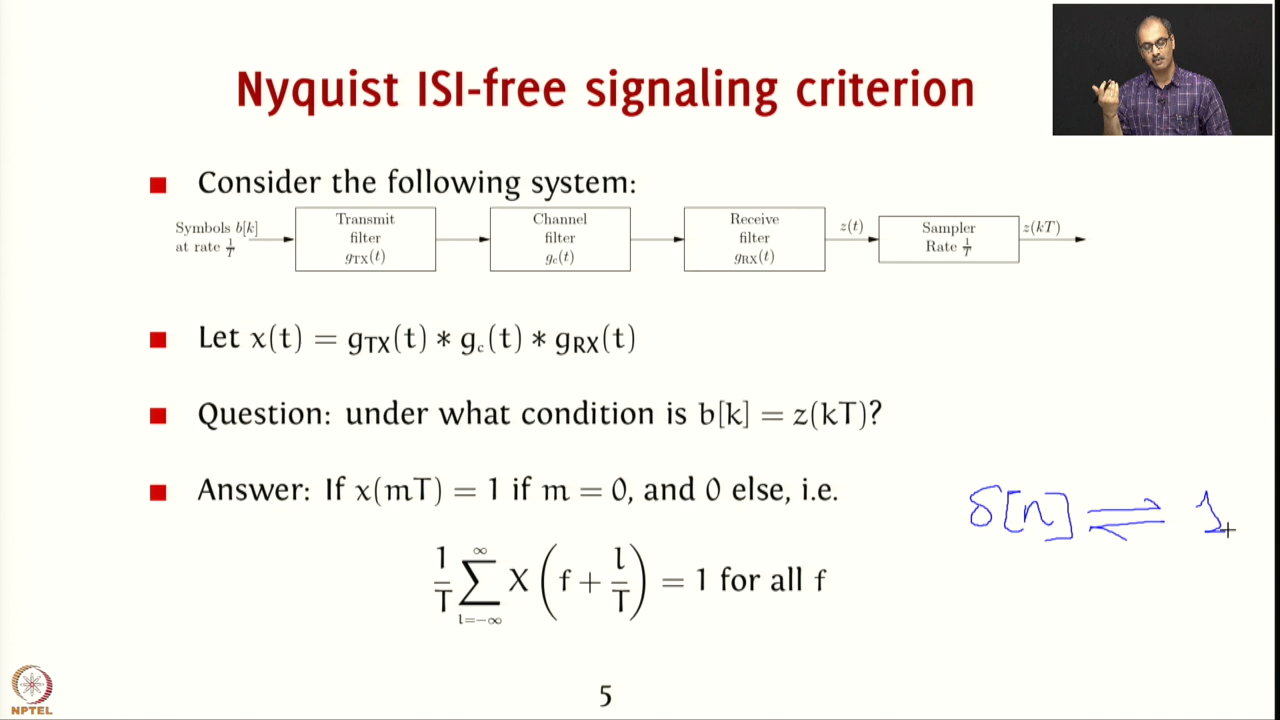 Nyquist ISI-free signaling criterion
Consider the following system:
Symbols b[k]
at rate 1/T
Transmit
filter
g_TX(t)
Channel
filter
g_c(t)
Receive
filter
g_RX(t)
z(t)
Sampler
Rate 1/T
z(kT)
Let x(t) = g_TX(t) * g_c(t) * g_RX(t)
Question: under what condition is b[k] = z(kT)?
Answer: If x(mT) = 1 if m = 0, and 0 else, i.e.
δ[n] ⇌ 1
1/T ∑_{l=-∞}^{∞} X(f + l/T) = 1 for all f
NPTEL
5